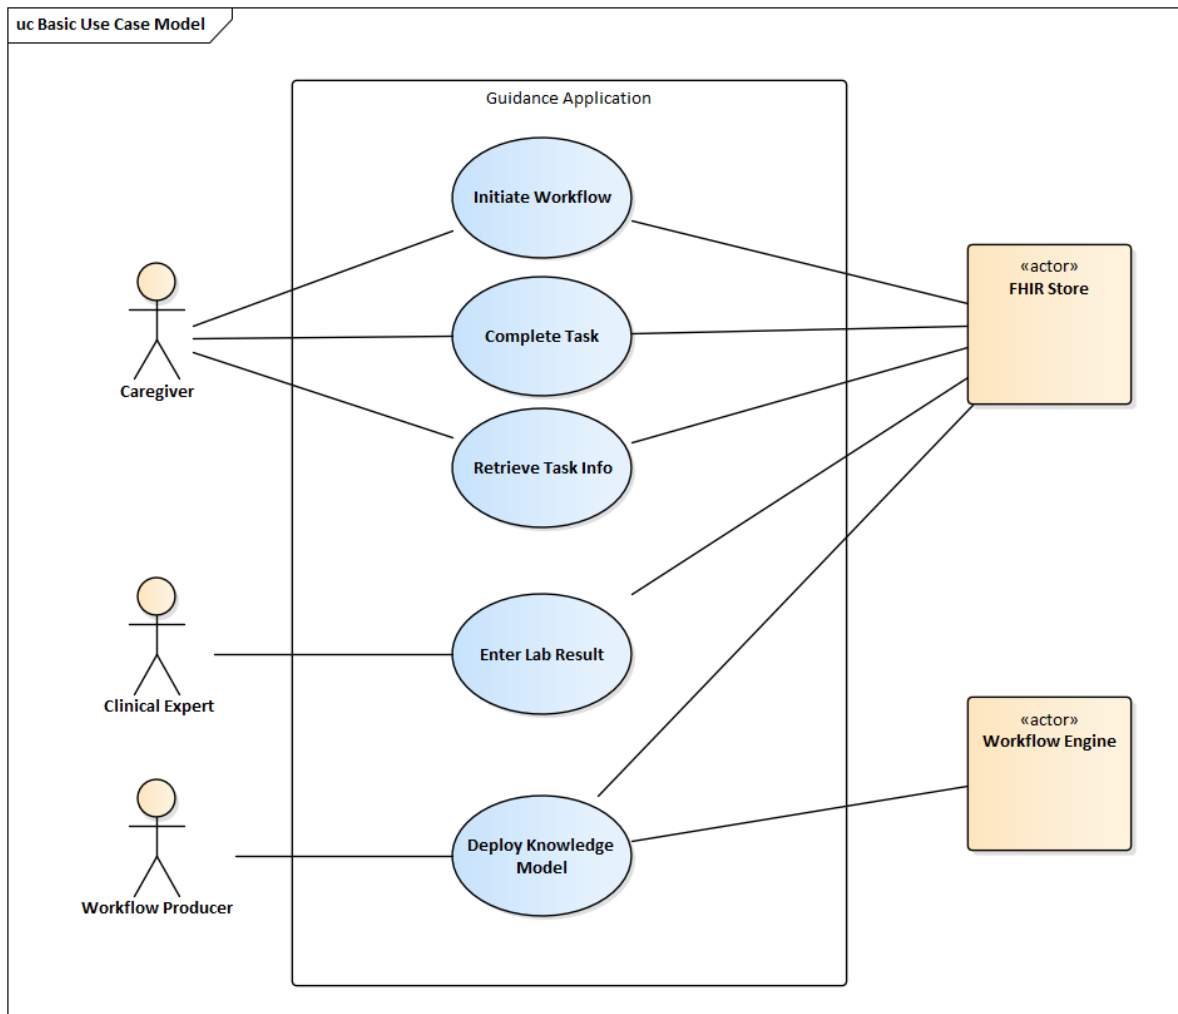 uc Basic Use Case Model
Guidance Application
Initiate Workflow
«actor»
FHIR Store
Complete Task
Caregiver
Retrieve Task Info
Enter Lab Result
Clinical Expert
«actor»
Workflow Engine
Deploy Knowledge
Model
Workflow Producer